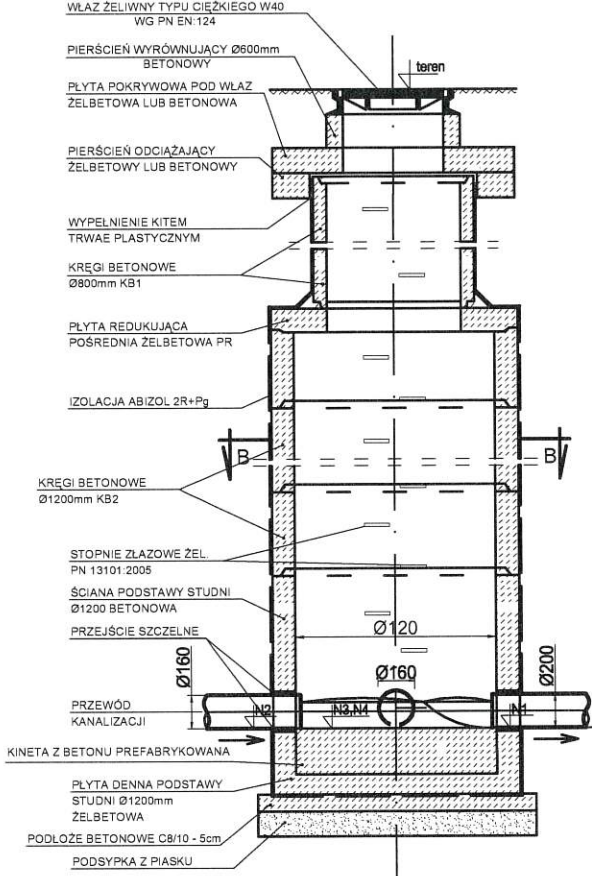 WŁAZ ŻELIWNY TYPU CIĘŻKIEGO W40
WG PN EN:124
PIERSCIEŃ WYRÓWNUJĄCY Ø600mm
BETONOWY
teren
PŁYTA POKRYWOWA POD WŁAZ
ŻELBETOWA LUB BETONOWA
PIERSCIEŃ ODCIĄŻAJĄCY
ŻELBETOWY LUB BETONOWY
WYPEŁNIENIE KITEM
TRWAE PLASTYCZNYM
KRĘGI BETONOWE
Ø800mm KB1
PŁYTA REDUKUJĄCA
POŚREDNIA ŻELBETOWA PR
IZOLACJA ABIZOL 2R+Pg
B
B
KRĘGI BETONOWE
Ø1200mm KB2
STOPNIE ZŁAZOWE ŻEL.
PN 13101:2005
ŚCIANA PODSTAWY STUDNI
Ø1200 BETONOWA
Ø120
PRZEJŚCIE SZCZELNE
Ø160
Ø160
Ø200
PRZEWÓD
KANALIZACJI
N2
N3,N4
N1
KINETA Z BETONU PREFABRYKOWANA
PŁYTA DENNA PODSTAWY
STUDNI Ø1200mm
ŻELBETOWA
PODŁOŻE BETONOWE C8/10 - 5cm
PODSYPKA Z PIASKU